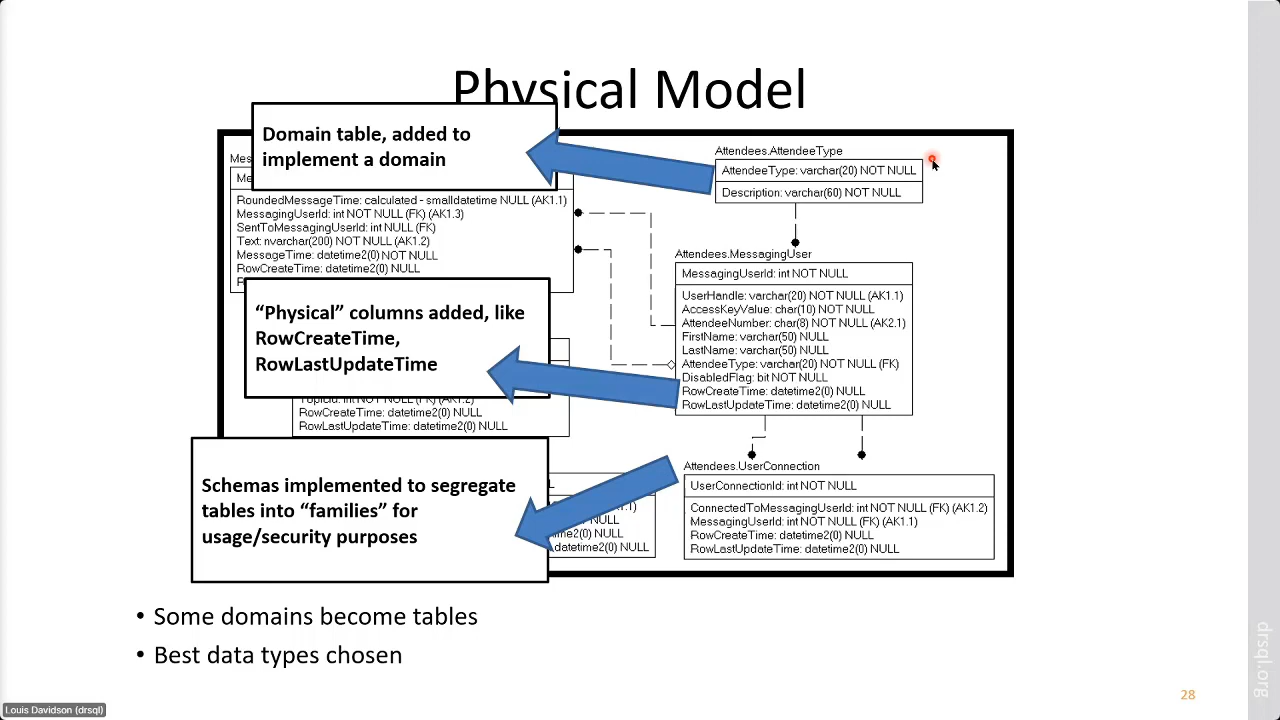 Physical Model
Domain table, added to
implement a domain
RoundedMessageTime: calculated - smalldatetime NULL (AK1.1)
MessagingUserId: int NOT NULL (FK) (AK1.3)
SentToMessagingUserId: int NULL (FK)
Text: nvarchar(200) NOT NULL (AK1.2)
MessageTime: datetime2(0) NOT NULL
RowCreateTime: datetime2(0) NULL
“Physical” columns added, like
RowCreateTime,
RowLastUpdateTime
RowCreateTime: datetime2(0) NULL
RowLastUpdateTime: datetime2(0) NULL
Schemas implemented to segregate
tables into “families” for
usage/security purposes
Attendees.AttendeeType
AttendeeType: varchar(20) NOT NULL
Description: varchar(60) NOT NULL
Attendees.MessagingUser
MessagingUserId: int NOT NULL
UserHandle: varchar(20) NOT NULL (AK1.1)
AccessKeyValue: char(10) NOT NULL
AttendeeNumber: char(8) NOT NULL (AK2.1)
FirstName: varchar(50) NULL
LastName: varchar(50) NULL
AttendeeType: varchar(20) NOT NULL (FK)
DisabledFlag: bit NOT NULL
RowCreateTime: datetime2(0) NULL
RowLastUpdateTime: datetime2(0) NULL
Attendees.UserConnection
UserConnectionId: int NOT NULL
ConnectedToMessagingUserId: int NOT NULL (FK) (AK1.2)
MessagingUserId: int NOT NULL (FK) (AK1.1)
RowCreateTime: datetime2(0) NULL
RowLastUpdateTime: datetime2(0) NULL
• Some domains become tables
• Best data types chosen
28
drsql.org
Louis Davidson (drsql)